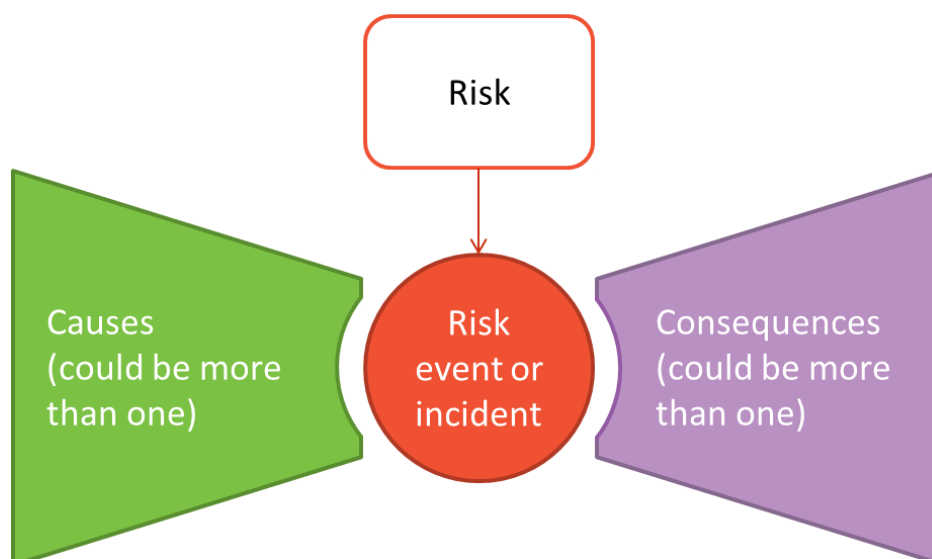 Risk
Causes
(could be more
than one)
Risk
event or
incident
Consequences
(could be more
than one)